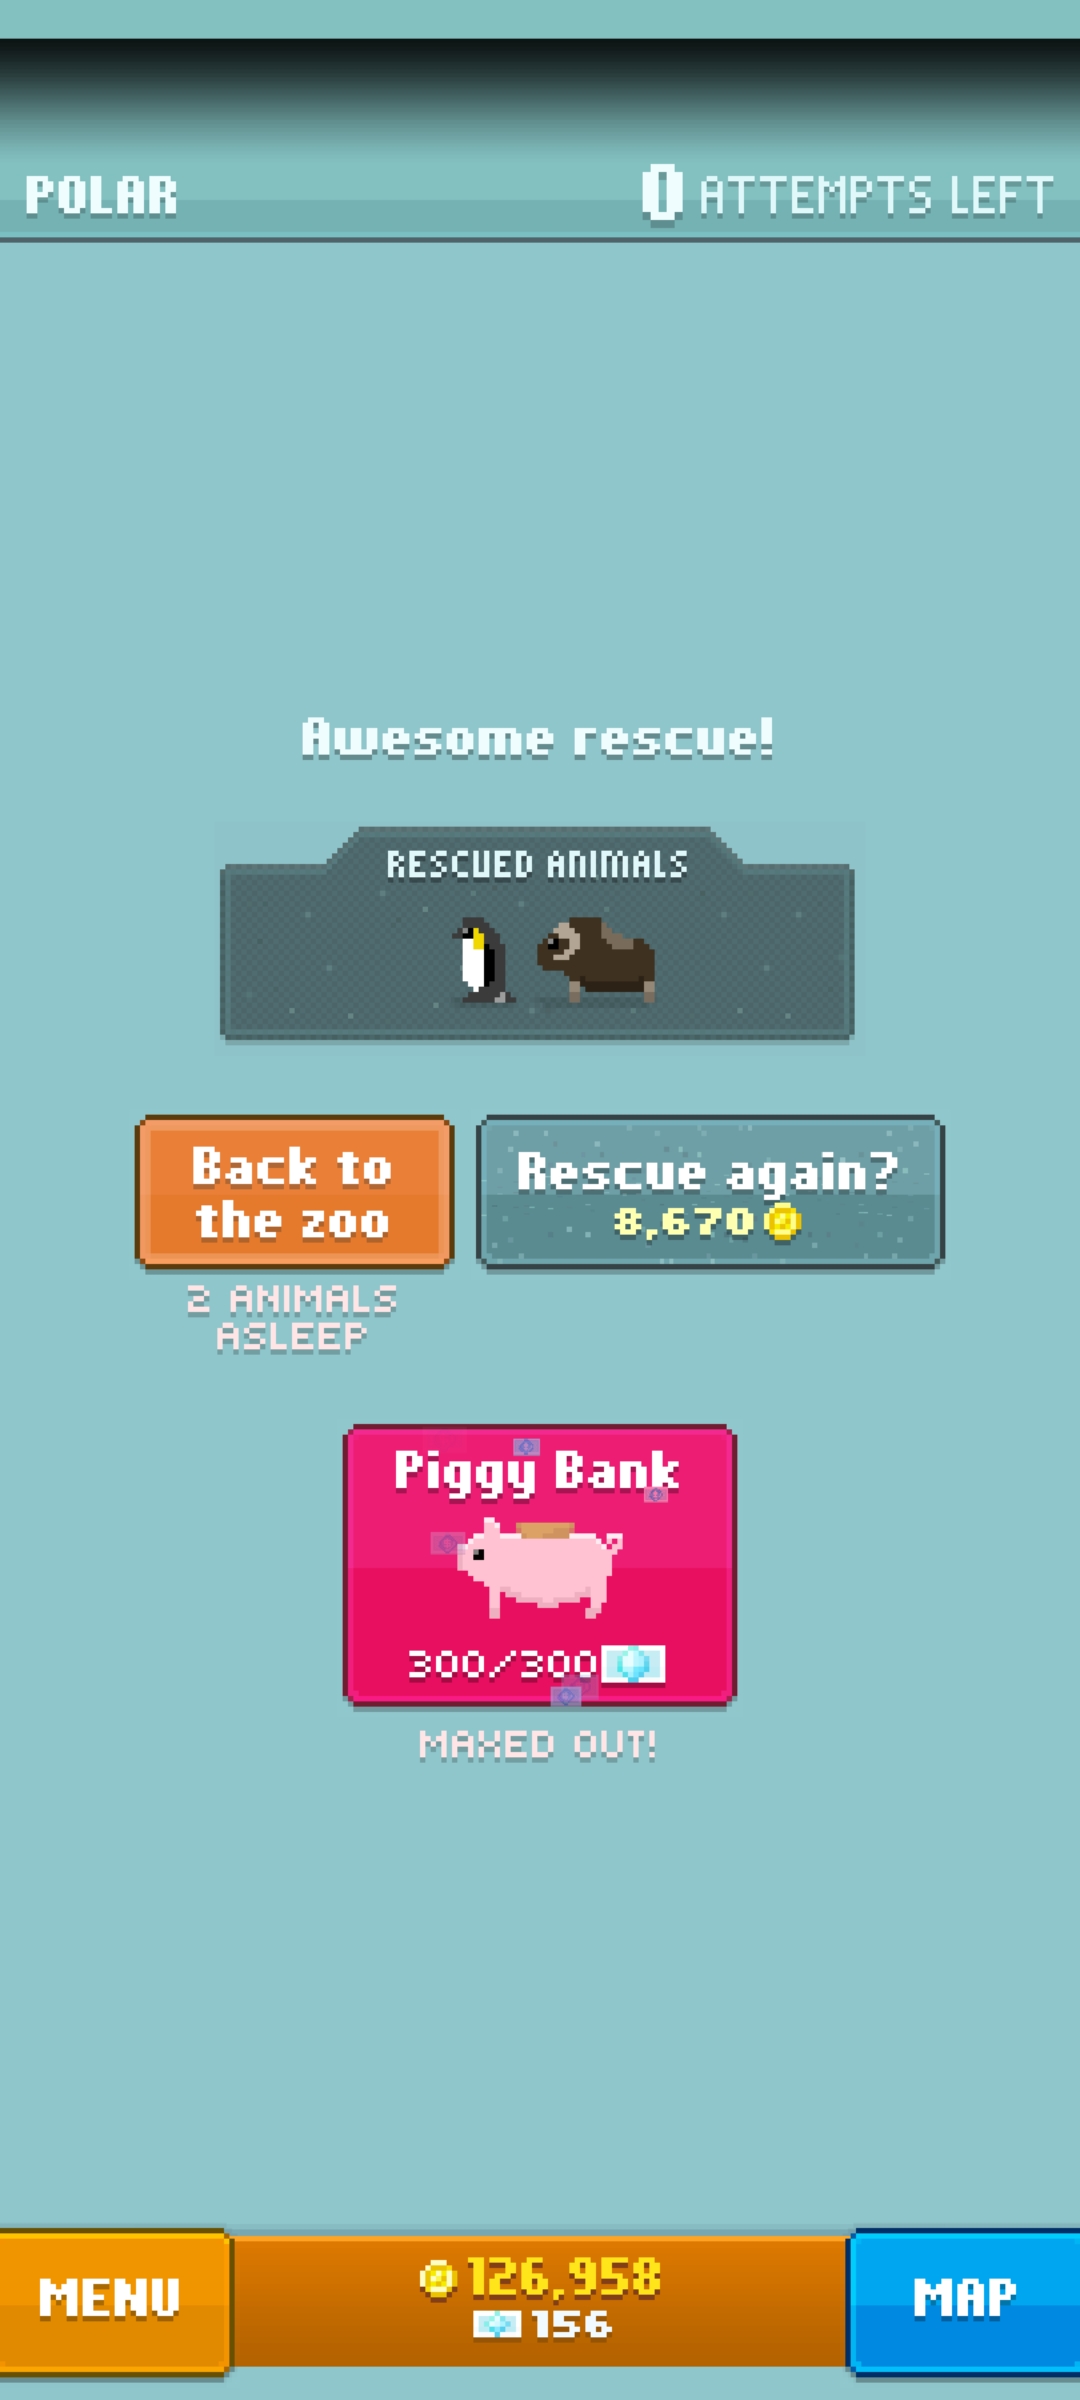 POLAR
0 ATTEMPTS LEFT
Awesome rescue!
RESCUED ANIMALS
Back to
the zoo
Rescue again?
8,670
2 ANIMALS
ASLEEP
Piggy Bank
300/300
MAXED OUT!
MENU
126,958
156
MAP